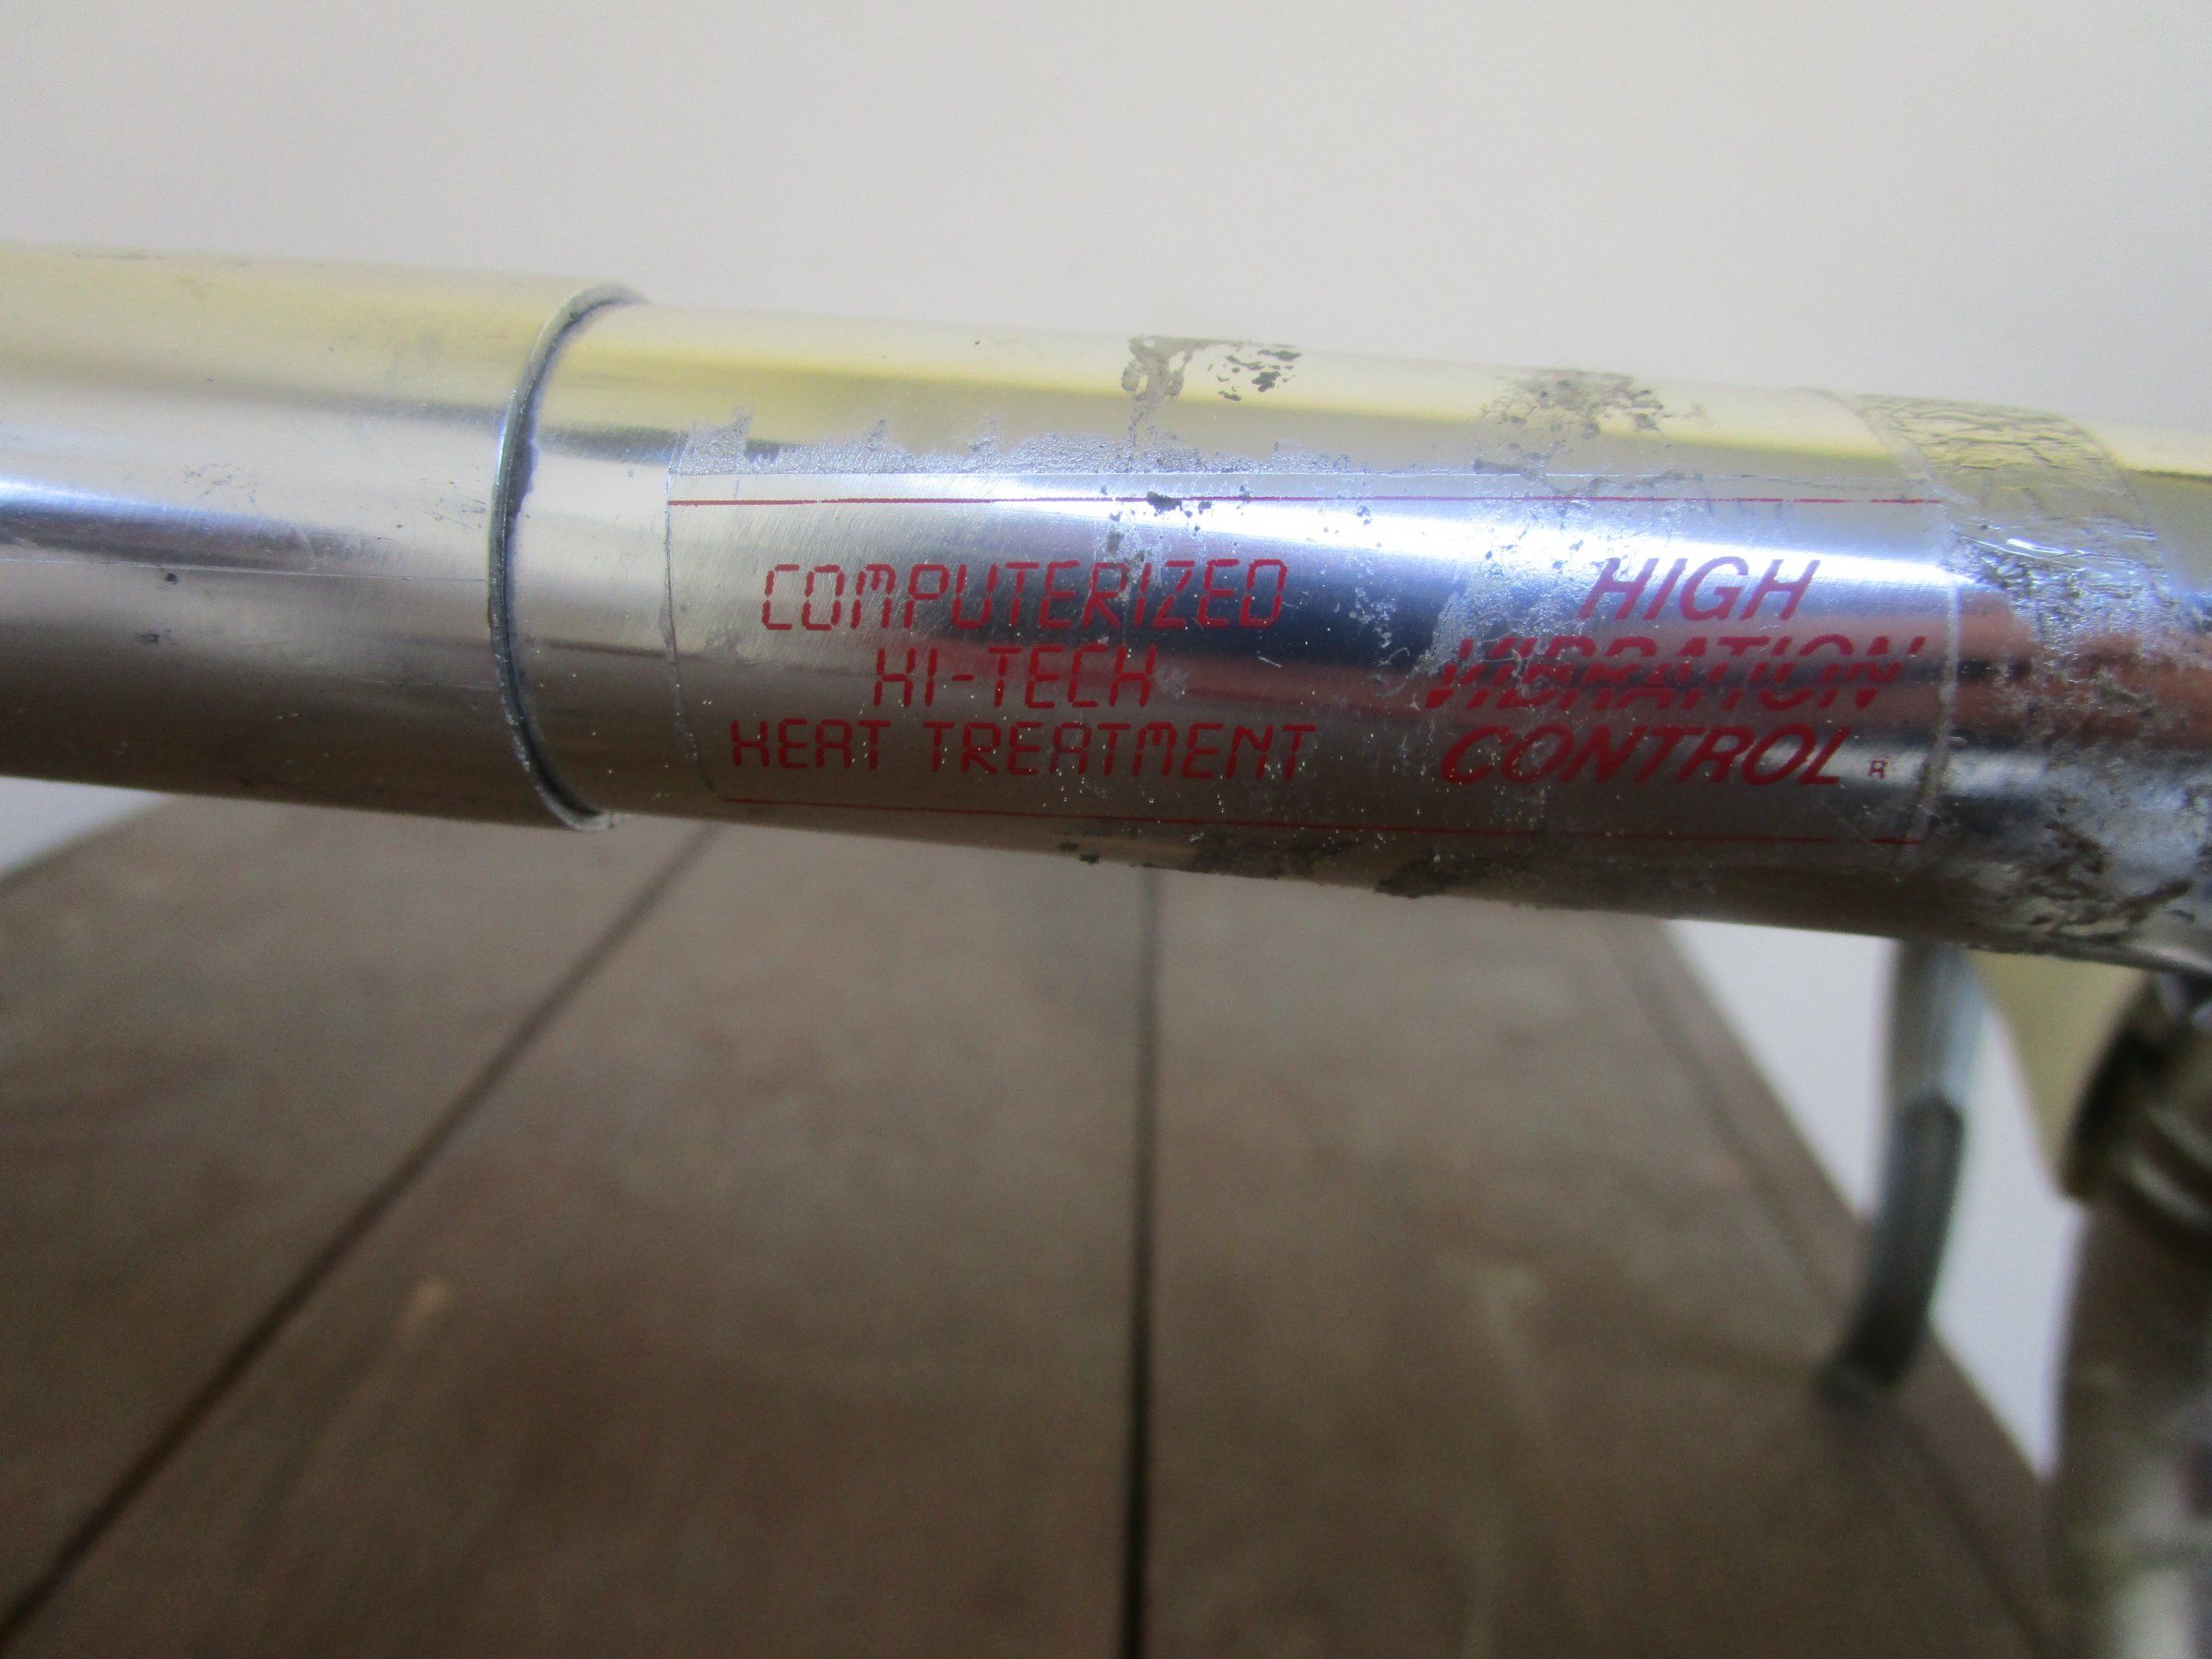 COMPUTERIZED
HI-TECH
HEAT TREATMENT
HIGH
VIBRATION
CONTROL ®